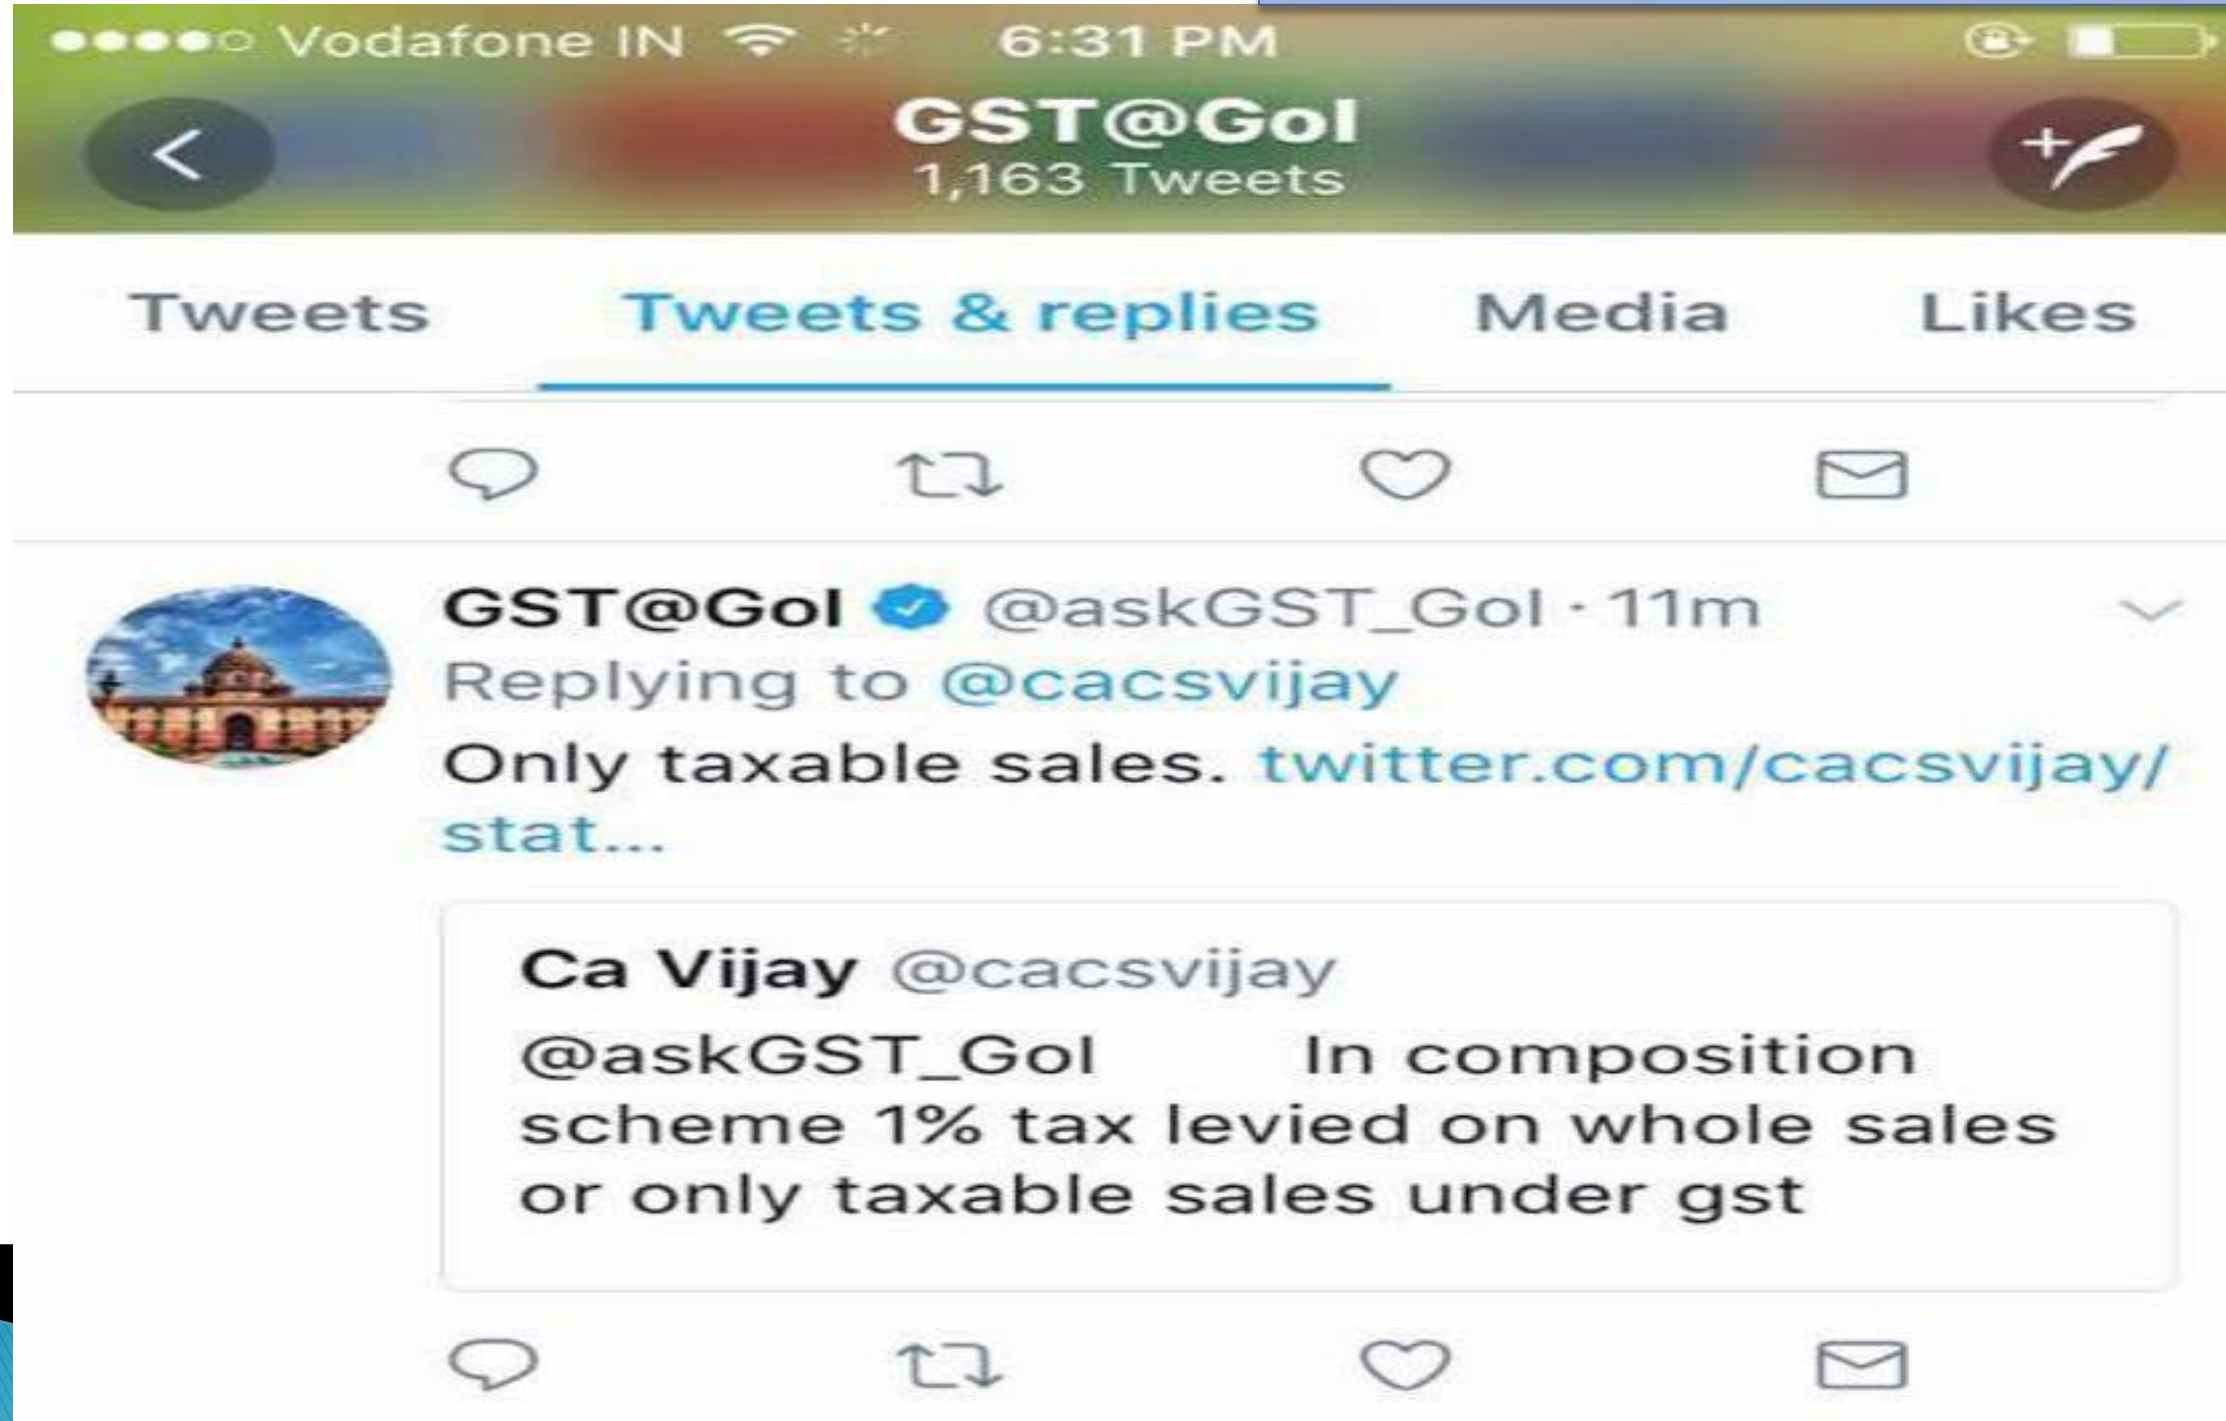 Vodafone IN 6:31 PM
GST@GoI
1,163 Tweets
Tweets Tweets & replies Media Likes
GST@GoI @askGST_GoI · 11m
Replying to @cacsvijay
Only taxable sales. twitter.com/cacsvijay/
stat...
Ca Vijay @cacsvijay
@askGST_GoI In composition
scheme 1% tax levied on whole sales
or only taxable sales under gst